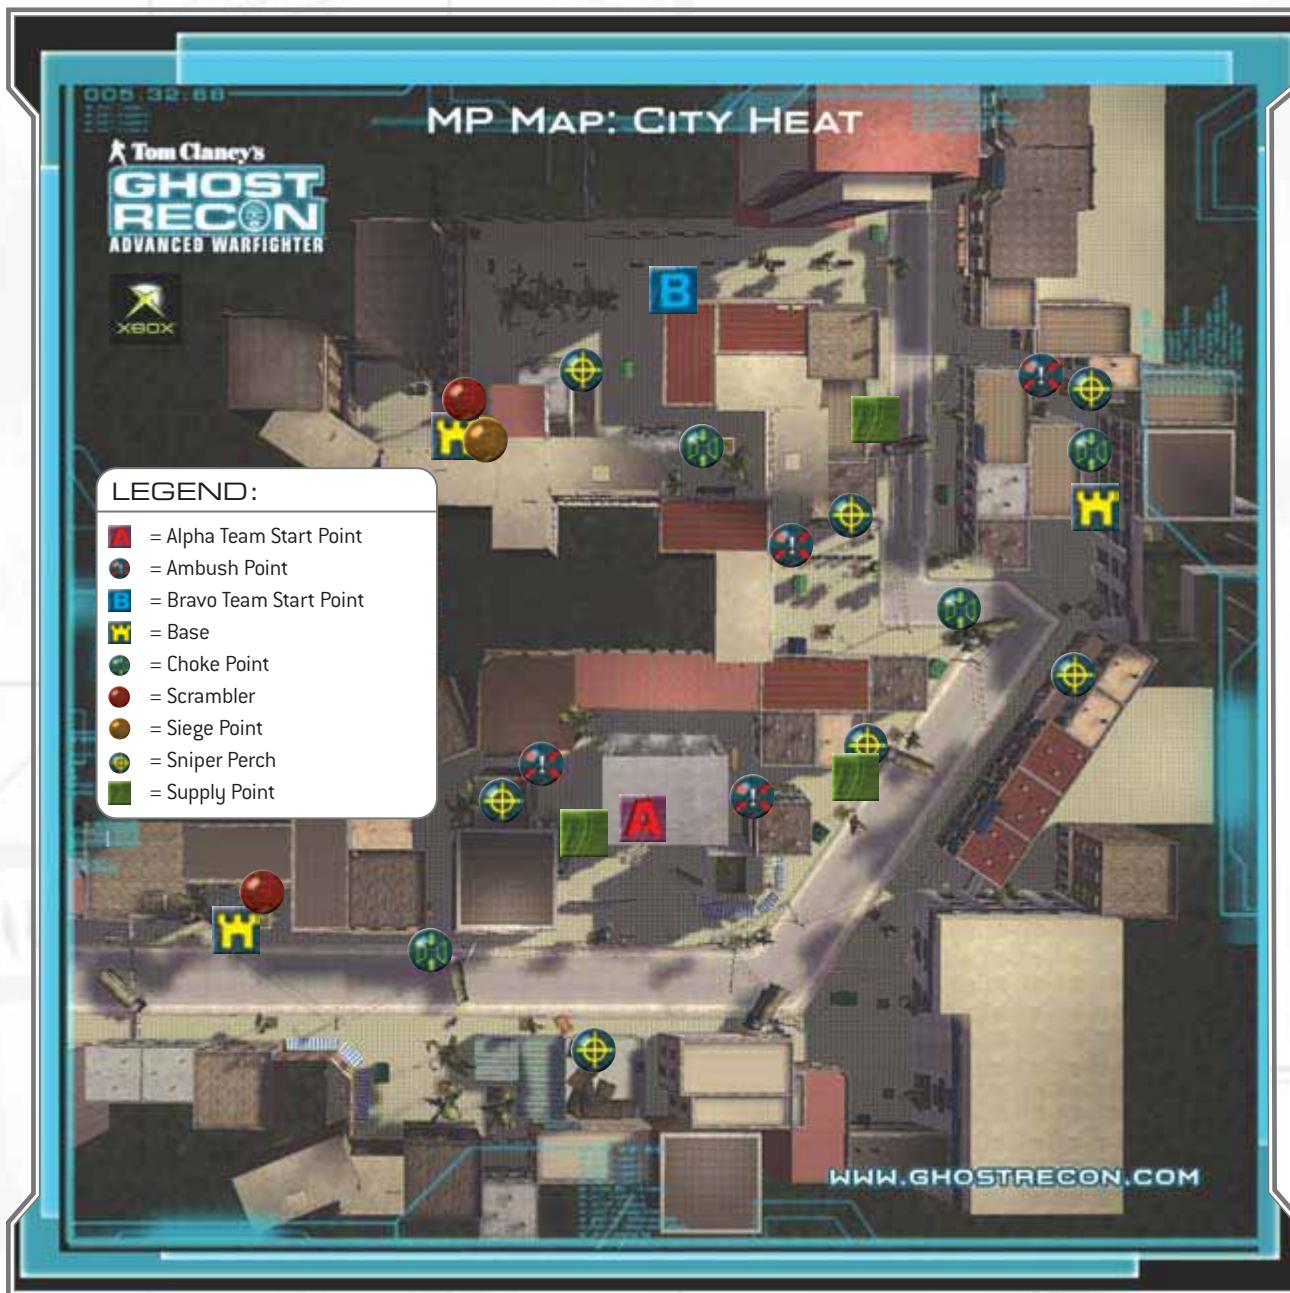 005.32.68
MP MAP: CITY HEAT
Tom Clancy's
GHOST
RECON
ADVANCED WARFIGHTER
XBOX
B
LEGEND:
A = Alpha Team Start Point
! = Ambush Point
B = Bravo Team Start Point
= Base
= Choke Point
= Scrambler
= Siege Point
= Sniper Perch
= Supply Point
A
WWW.GHOSTRECON.COM